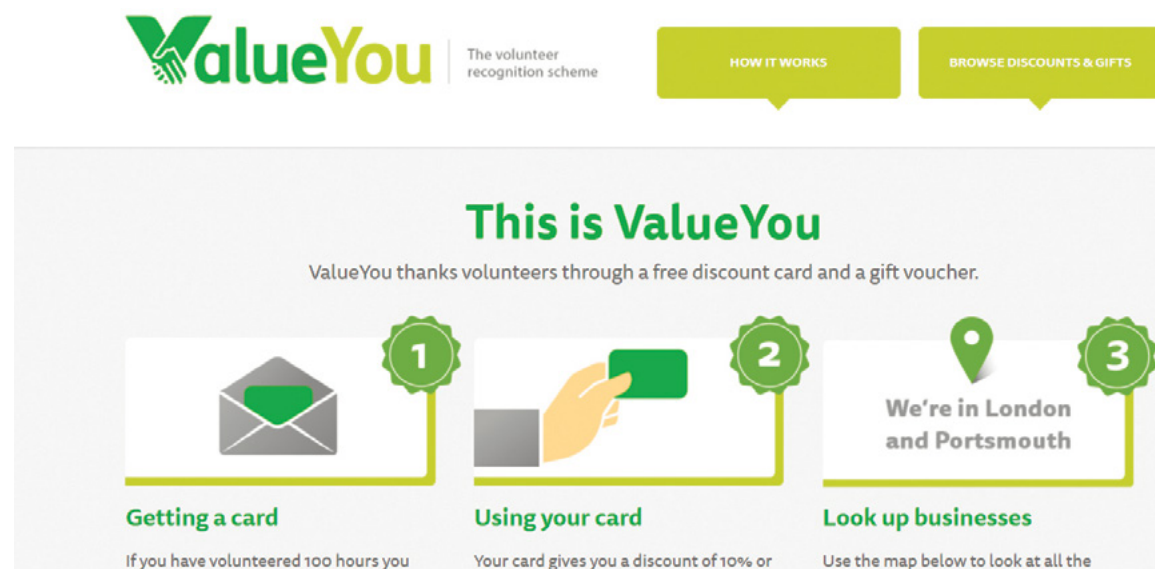 ValueYou
The volunteer
recognition scheme
HOW IT WORKS
BROWSE DISCOUNTS & GIFTS
This is ValueYou
ValueYou thanks volunteers through a free discount card and a gift voucher.
1
2
3
We're in London
and Portsmouth
Getting a card
Using your card
Look up businesses
If you have volunteered 100 hours you
Your card gives you a discount of 10% or
Use the map below to look at all the